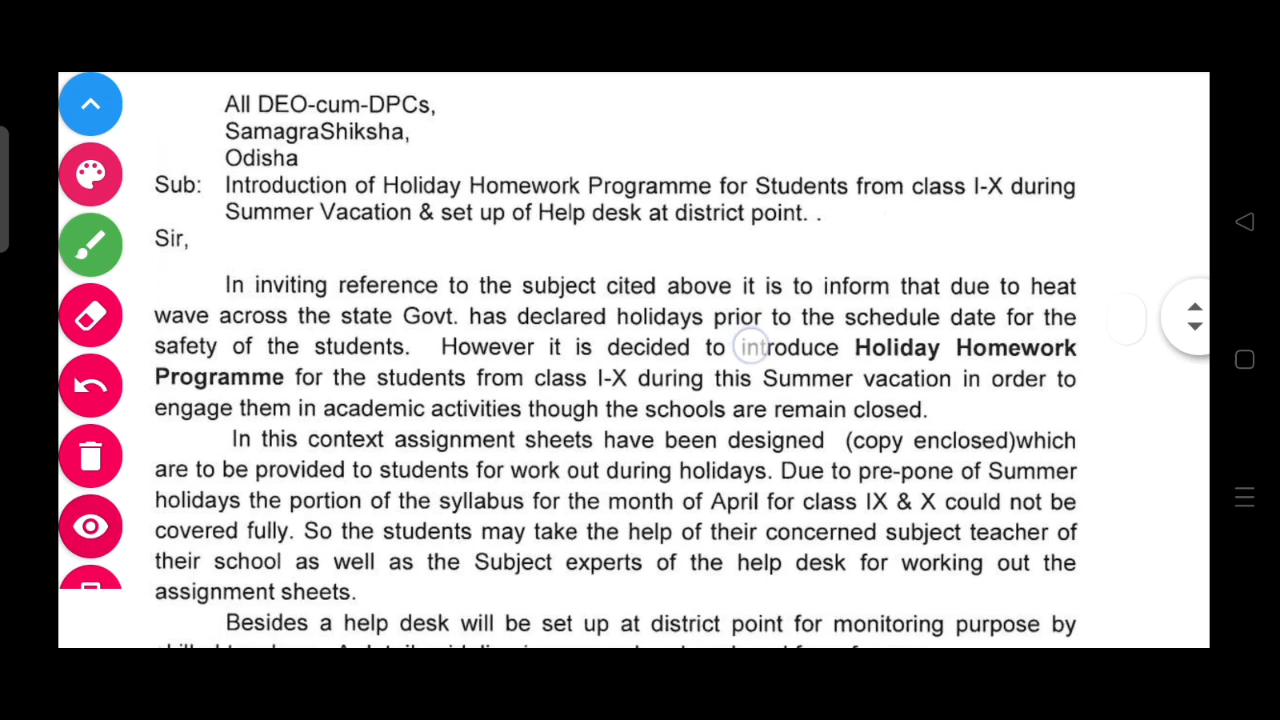 All DEO-cum-DPCs,
SamagraShiksha,
Odisha
Sub: Introduction of Holiday Homework Programme for Students from class I-X during
Summer Vacation & set up of Help desk at district point. .
Sir,
In inviting reference to the subject cited above it is to inform that due to heat
wave across the state Govt. has declared holidays prior to the schedule date for the
safety of the students. However it is decided to introduce Holiday Homework
Programme for the students from class I-X during this Summer vacation in order to
engage them in academic activities though the schools are remain closed.
In this context assignment sheets have been designed (copy enclosed)which
are to be provided to students for work out during holidays. Due to pre-pone of Summer
holidays the portion of the syllabus for the month of April for class IX & X could not be
covered fully. So the students may take the help of their concerned subject teacher of
their school as well as the Subject experts of the help desk for working out the
assignment sheets.
Besides a help desk will be set up at district point for monitoring purpose by